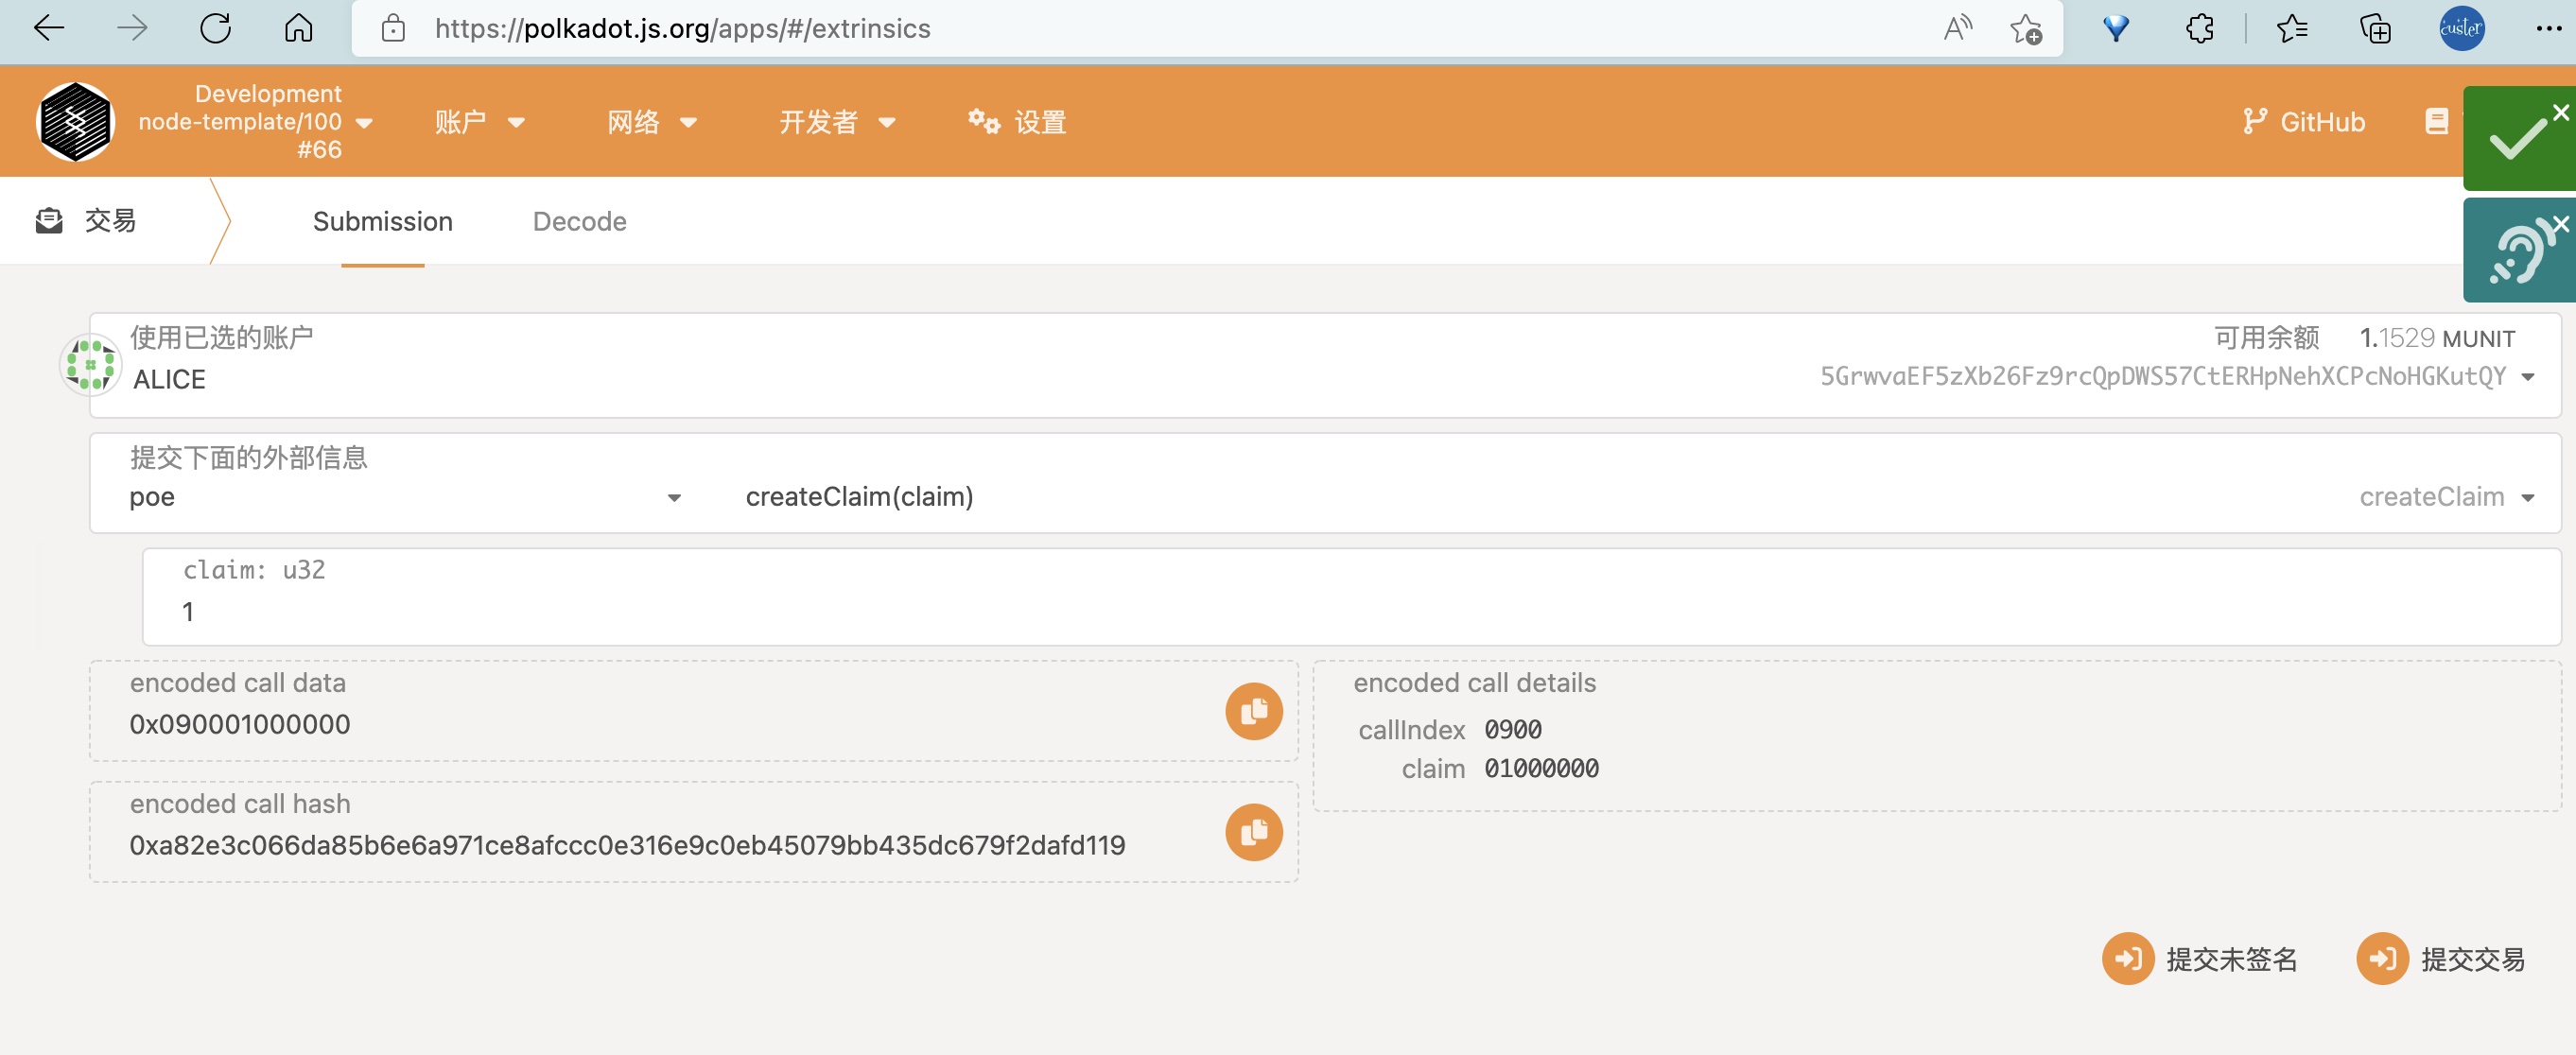 https://polkadot.js.org/apps/#/extrinsics
custer
Development
node-template/100
#66
账户
网络
开发者
设置
GitHub
交易
Submission
Decode
使用已选的账户
ALICE
可用余额 1.1529 MUNIT
5GrwvaEF5zXb26Fz9rcQpDWS57CtERHpNehXCPcNoHGKutQY
提交下面的外部信息
poe
createClaim(claim)
createClaim
claim: u32
1
encoded call data
0x090001000000
encoded call details
callIndex 0900
claim 01000000
encoded call hash
0xa82e3c066da85b6e6a971ce8afccc0e316e9c0eb45079bb435dc679f2dafd119
提交未签名
提交交易